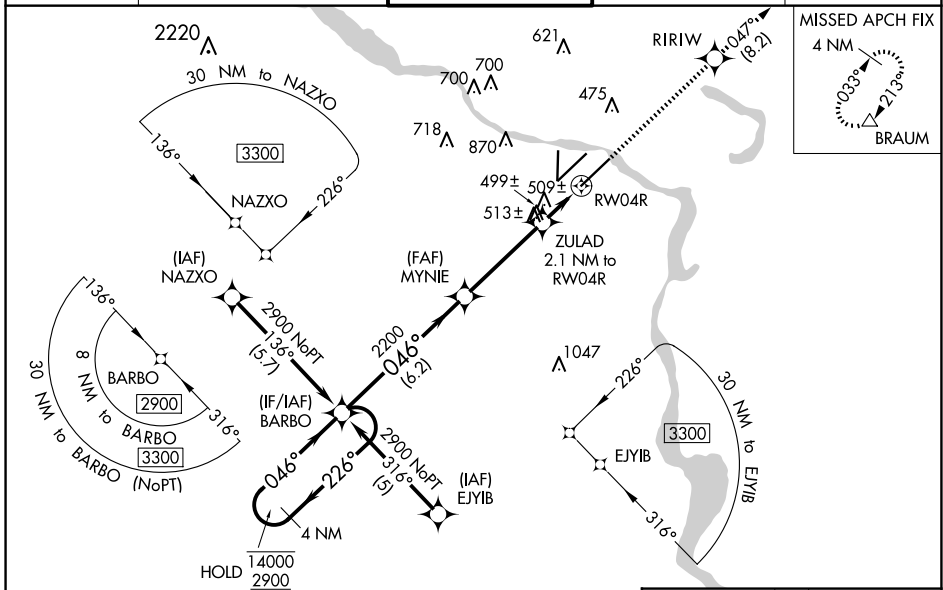 2220
30 NM to NAZXO
136°
3300
226°
NAZXO
621
700
700
718
870
475
RIRIW
047°
(8.2)
MISSED APCH FIX
4 NM
033°
213°
BRAUM
499±
509±
513±
RW04R
ZULAD
2.1 NM to
RW04R
(FAF)
MYNIE
(IAF)
NAZXO
2900 NoPT
136°
(5.7)
2200
046°
(6.2)
1047
136°
BARBO
2900
316°
8 NM to BARBO
3300
30 NM to BARBO
(NoPT)
(IF/IAF)
BARBO
046°
226°
4 NM
HOLD
14000
2900
2900 NoPT
316°
(5)
(IAF)
EJYIB
226°
3300
EJYIB
316°
30 NM to EJYIB